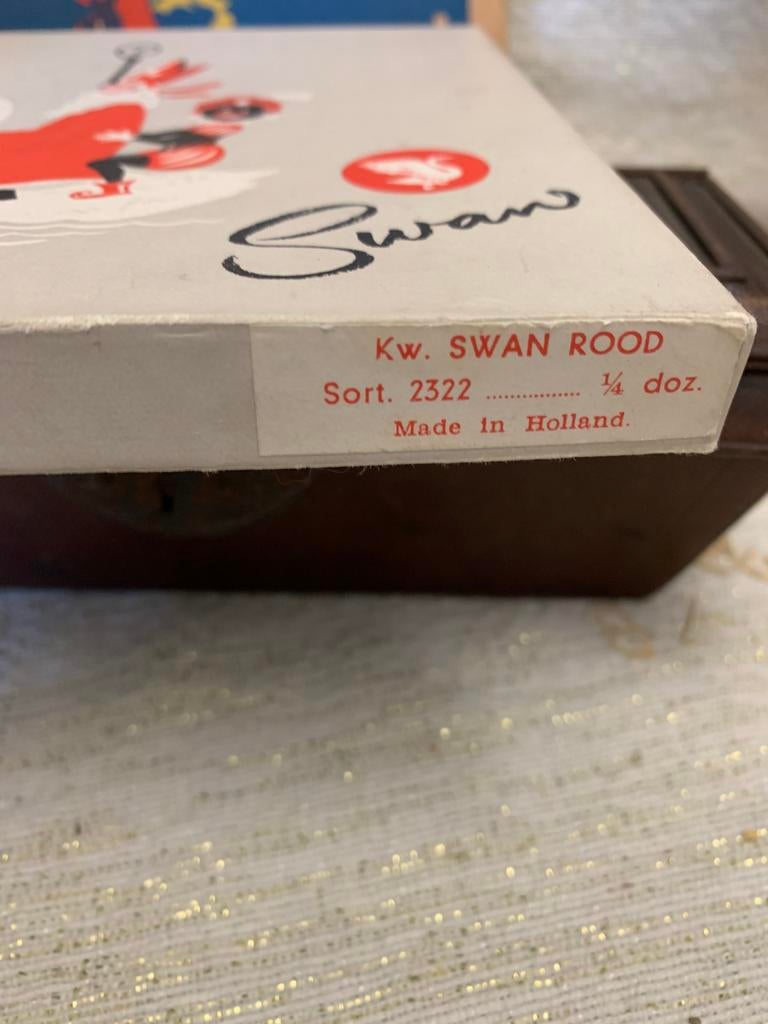 Swan
Kw. SWAN ROOD
Sort. 2322 ................ ¼ doz.
Made in Holland.